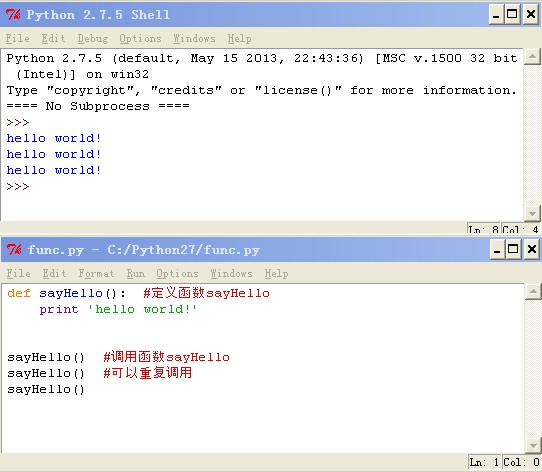 Python 2.7.5 Shell
File Edit Debug Options Windows Help
Python 2.7.5 (default, May 15 2013, 22:43:36) [MSC v.1500 32 bit
(Intel)] on win32
Type "copyright", "credits" or "license()" for more information.
==== No Subprocess ====
>>>
hello world!
hello world!
hello world!
>>>
Ln: 8 Col: 4
func.py - C:/Python27/func.py
File Edit Format Run Options Windows Help
def sayHello():  #定义函数sayHello
    print 'hello world!'
sayHello()  #调用函数sayHello
sayHello()  #可以重复调用
sayHello()
Ln: 1 Col: 0